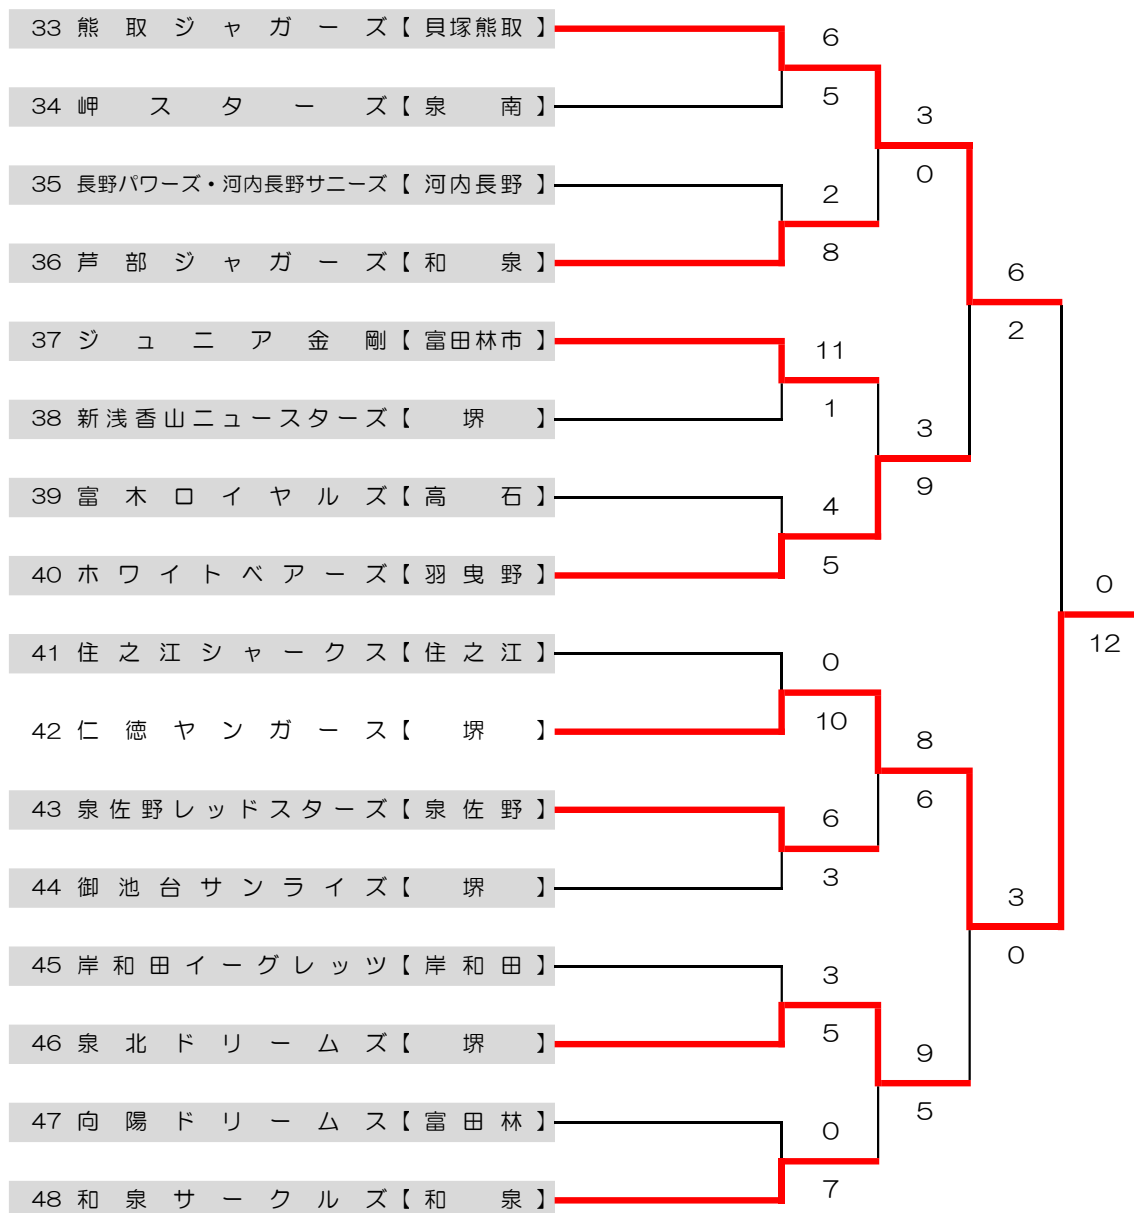 33 熊取ジャガーズ【貝塚熊取】
6
34 岬スターズ【泉南】
5
3
0
35 長野パワーズ・河内長野サニーズ【河内長野】
2
36 芦部ジャガーズ【和泉】
8
6
2
37 ジュニア金剛【富田林市】
11
38 新浅香山ニュースターズ【堺】
1
3
9
39 富木ロイヤルズ【高石】
4
40 ホワイトベアーズ【羽曳野】
5
0
12
41 住之江シャークス【住之江】
0
42 仁徳ヤンガース【堺】
10
8
6
43 泉佐野レッドスターズ【泉佐野】
6
44 御池台サンライズ【堺】
3
3
0
45 岸和田イーグレッツ【岸和田】
3
46 泉北ドリームズ【堺】
5
9
5
47 向陽ドリームス【富田林】
0
48 和泉サークルズ【和泉】
7